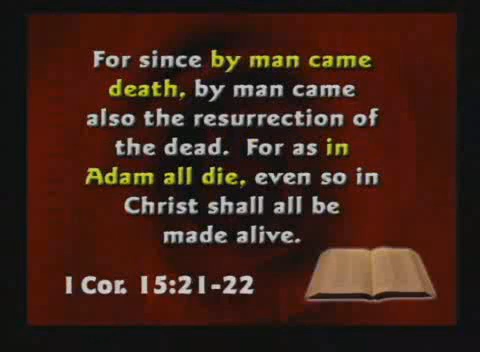 For since by man came
death, by man came
also the resurrection of
the dead. For as in
Adam all die, even so in
Christ shall all be
made alive.
1 Cor. 15:21-22